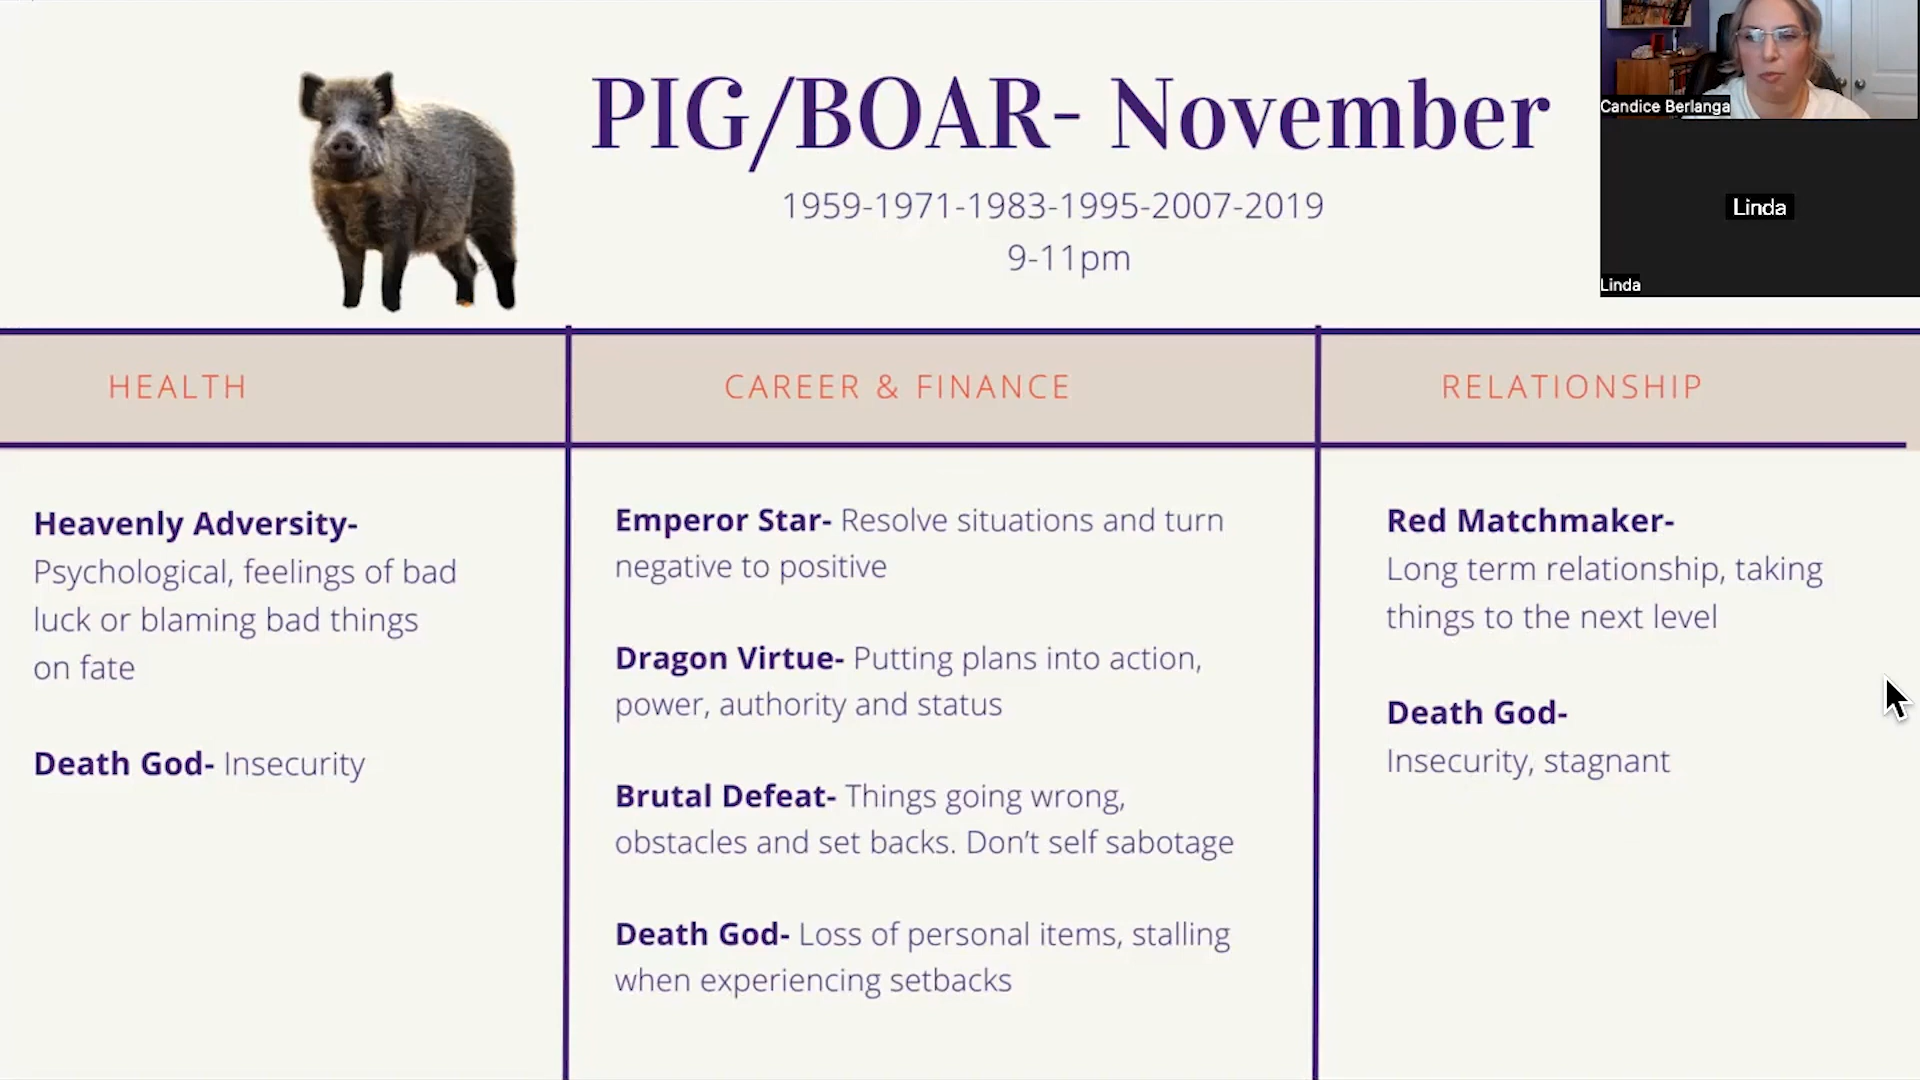 PIG/BOAR- November
1959-1971-1983-1995-2007-2019
9-11pm
Candice Berlanga
Linda
Linda
HEALTH
CAREER & FINANCE
RELATIONSHIP
Heavenly Adversity-
Psychological, feelings of bad
luck or blaming bad things
on fate
Death God- Insecurity
Emperor Star- Resolve situations and turn
negative to positive
Dragon Virtue- Putting plans into action,
power, authority and status
Brutal Defeat- Things going wrong,
obstacles and set backs. Don’t self sabotage
Death God- Loss of personal items, stalling
when experiencing setbacks
Red Matchmaker-
Long term relationship, taking
things to the next level
Death God-
Insecurity, stagnant